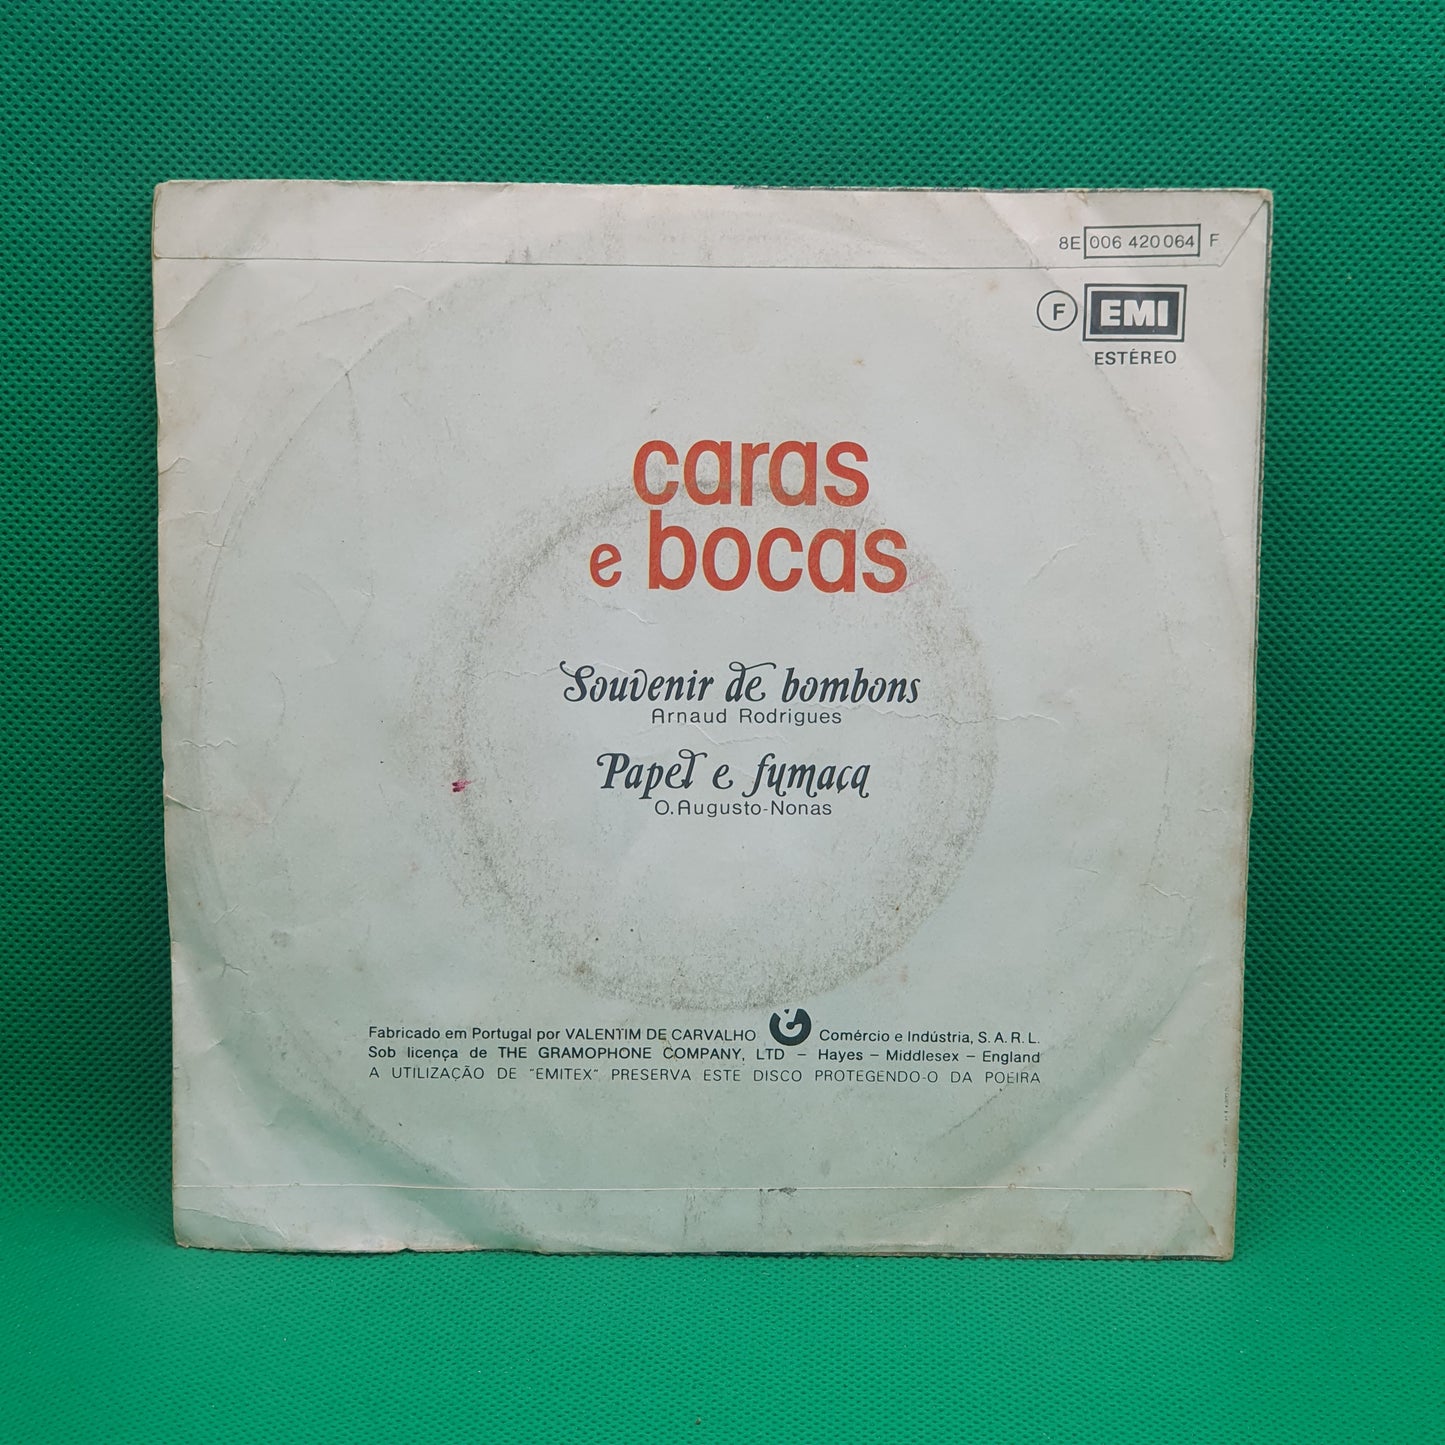 8E 006 420064 F
F EMI
ESTÉREO
caras
e bocas
Souvenir de bombons
Arnaud Rodrigues
Papel e fumaça
O. Augusto-Nonas
Fabricado em Portugal por VALENTIM DE CARVALHO Comércio e Indústria, S. A. R. L.
Sob licença de THE GRAMOPHONE COMPANY, LTD – Hayes – Middlesex – England
A UTILIZAÇÃO DE "EMITEX" PRESERVA ESTE DISCO PROTEGENDO-O DA POEIRA